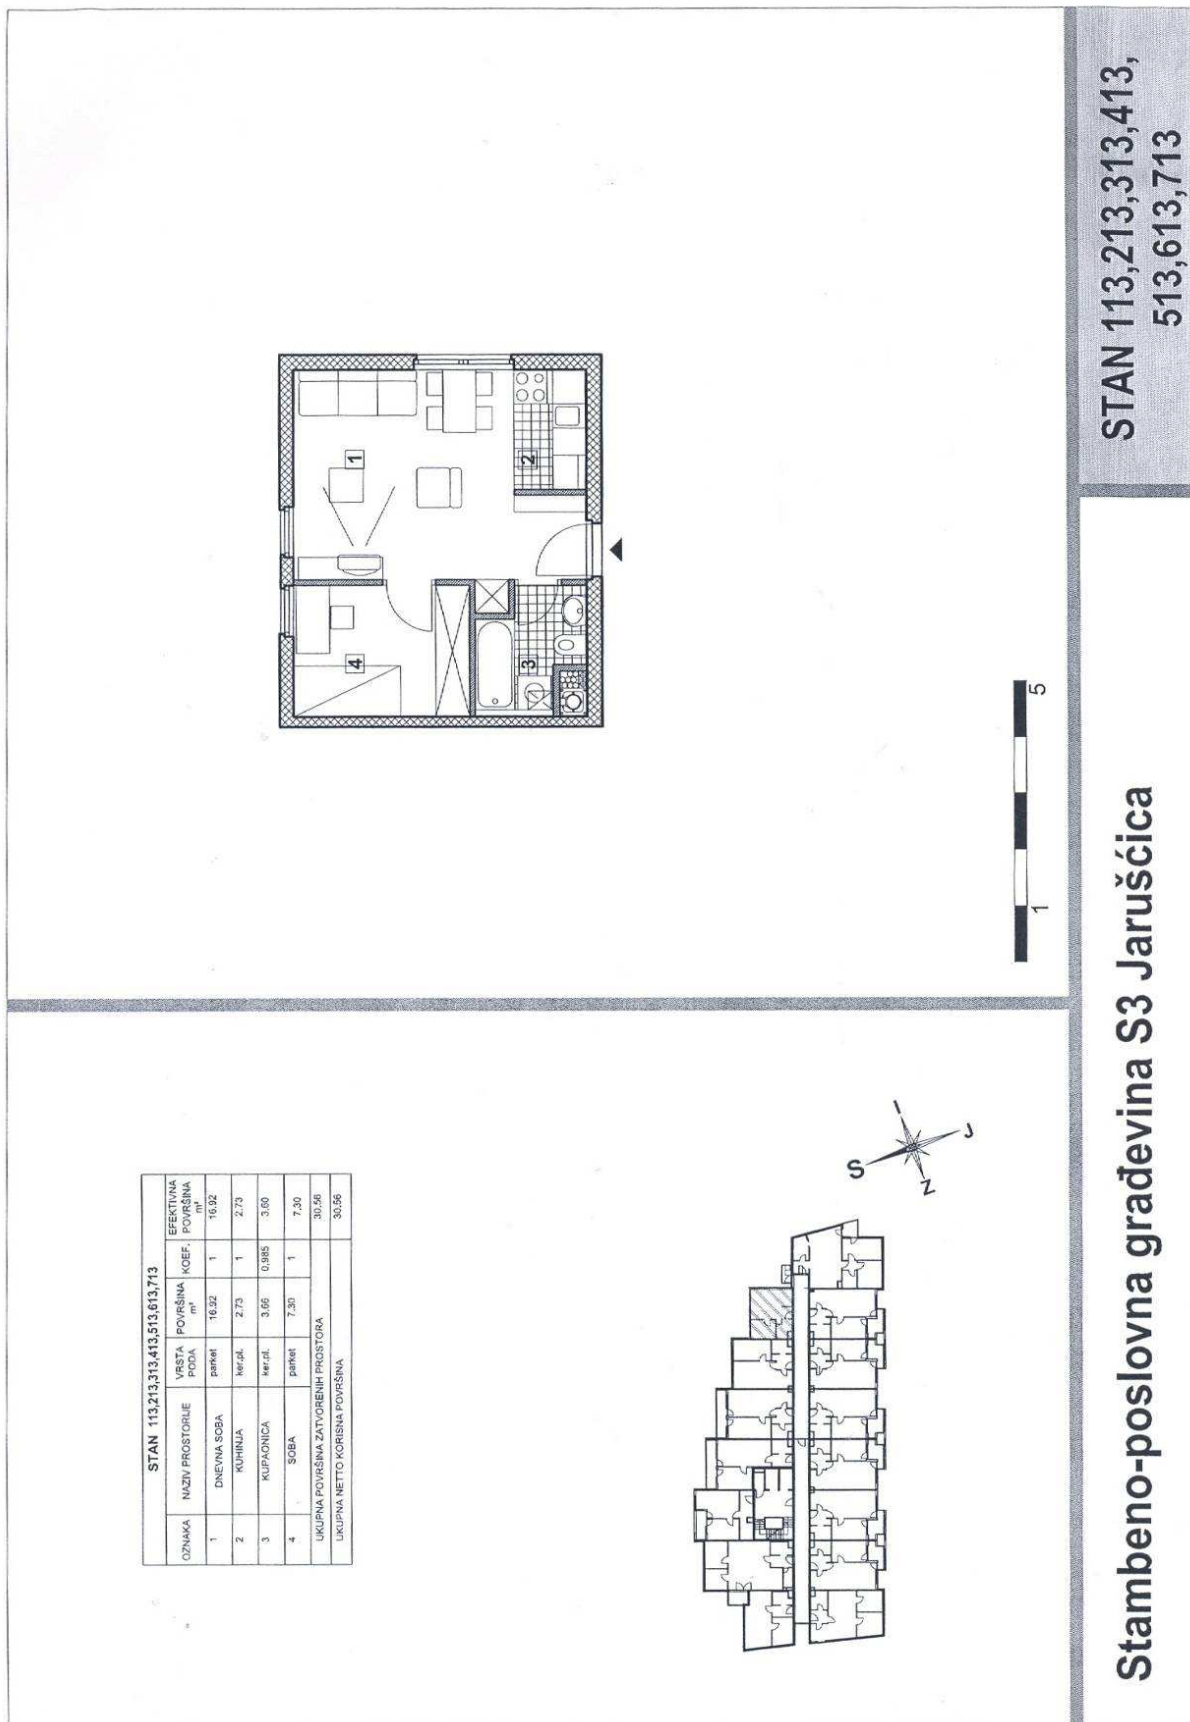 STAN 113,213,313,413,513,613,713
OZNAKA NAZIV PROSTORIJE VRSTA PODA POVRŠINA m² KOEF. EFEKTIVNA POVRŠINA m²
1 DNEVNA SOBA parket 16,92 1 16,92
2 KUHINJA ker.pl. 2,73 1 2,73
3 KUPAONICA ker.pl. 3,66 0,985 3,60
4 SOBA parket 7,30 1 7,30
UKUPNA POVRŠINA ZATVORENIH PROSTORA 30,56
UKUPNA NETTO KORISNA POVRŠINA 30,56
S
I
Z
J
1
2
3
4
1
5
Stambeno-poslovna građevina S3 Jarušćica
STAN 113,213,313,413,
513,613,713